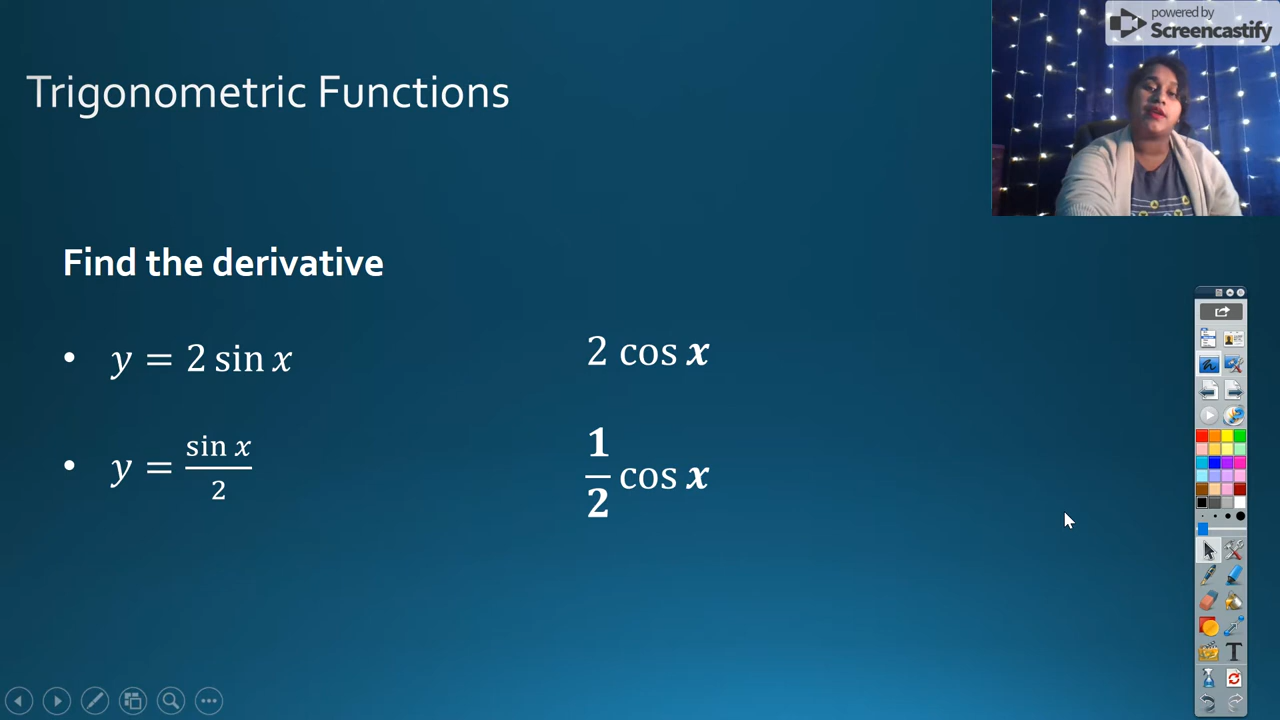 powered by
Screencastify
Trigonometric Functions
Find the derivative
• y = 2 sin x
2 cos x
• y = sin x / 2
1/2 cos x
T